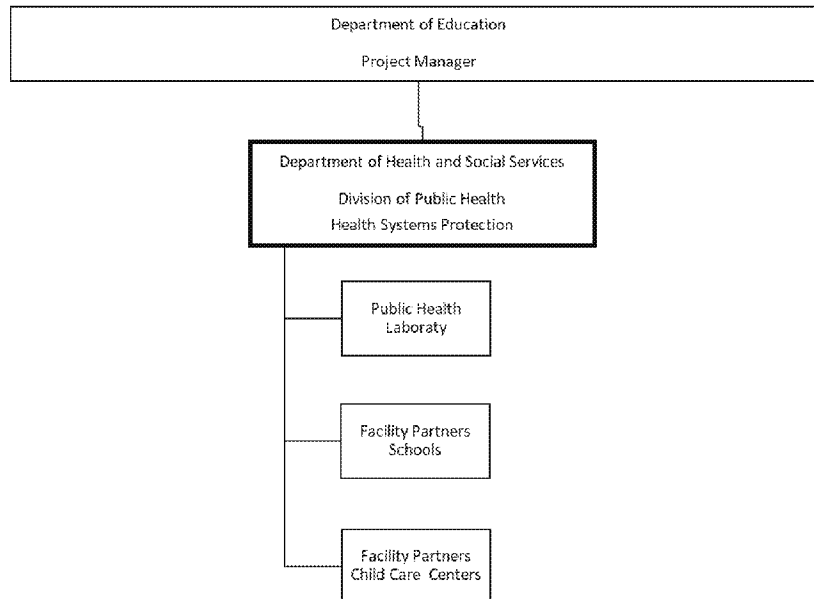 Department of Education
Project Manager
Department of Health and Social Services
Division of Public Health
Health Systems Protection
Public Health
Laboraty
Facility Partners
Schools
Facility Partners
Child Care Centers